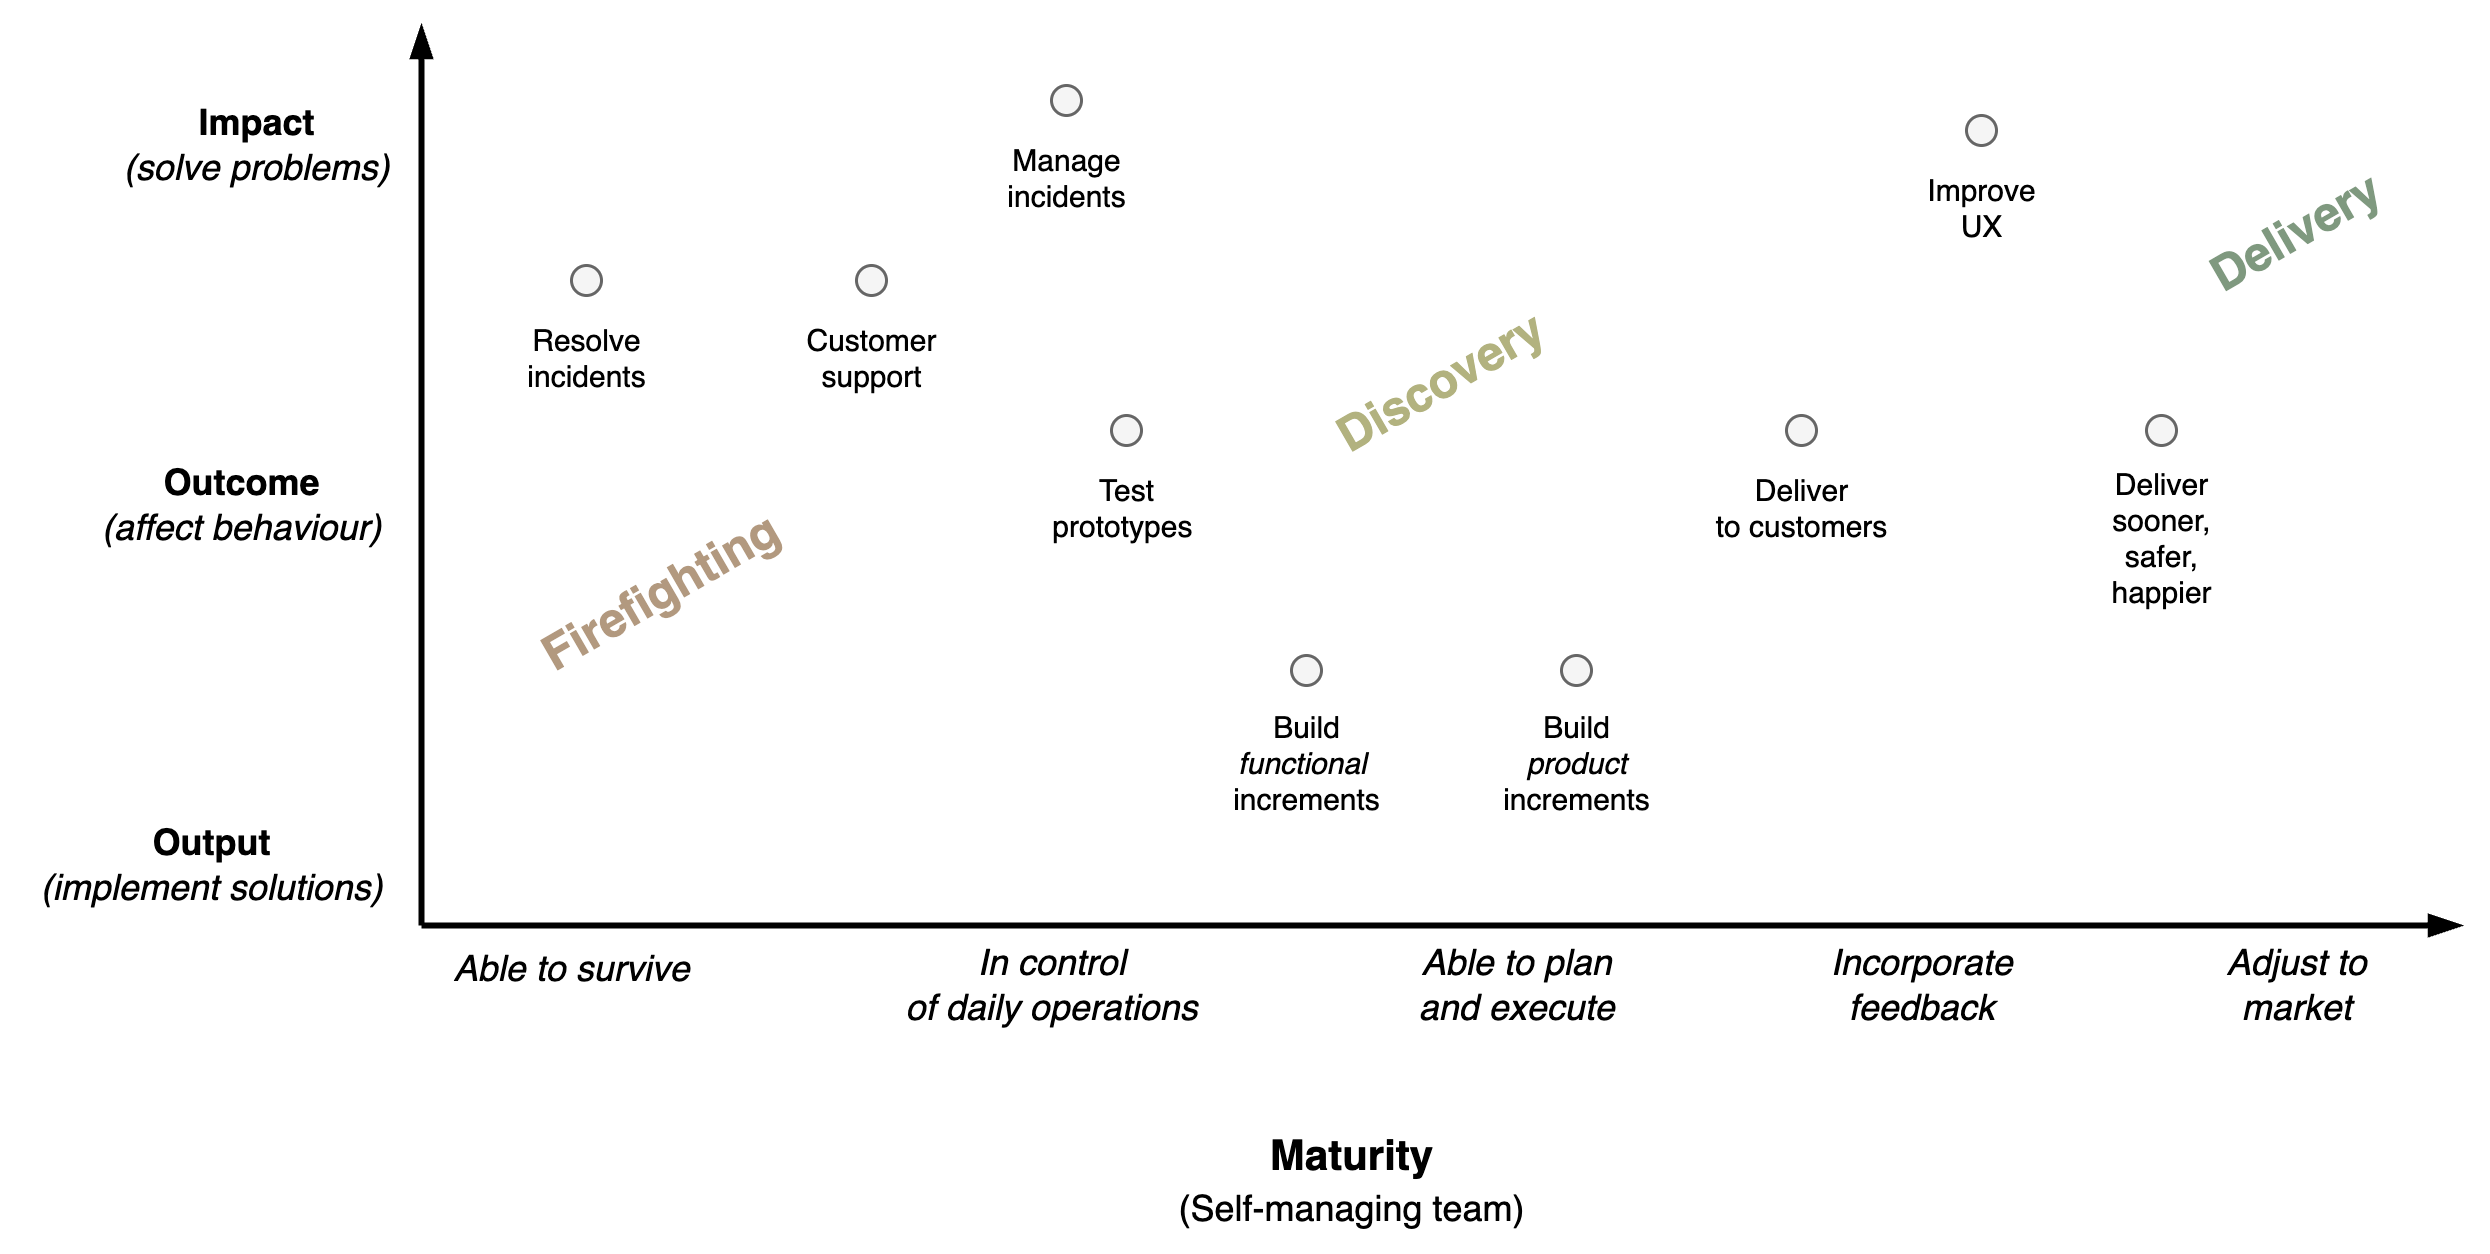 Impact
(solve problems)
Manage
incidents
Improve
UX
Delivery
Resolve
incidents
Customer
support
Discovery
Outcome
(affect behaviour)
Test
prototypes
Deliver
to customers
Deliver
sooner,
safer,
happier
Firefighting
Build
functional
increments
Build
product
increments
Output
(implement solutions)
Able to survive
In control
of daily operations
Able to plan
and execute
Incorporate
feedback
Adjust to
market
Maturity
(Self-managing team)